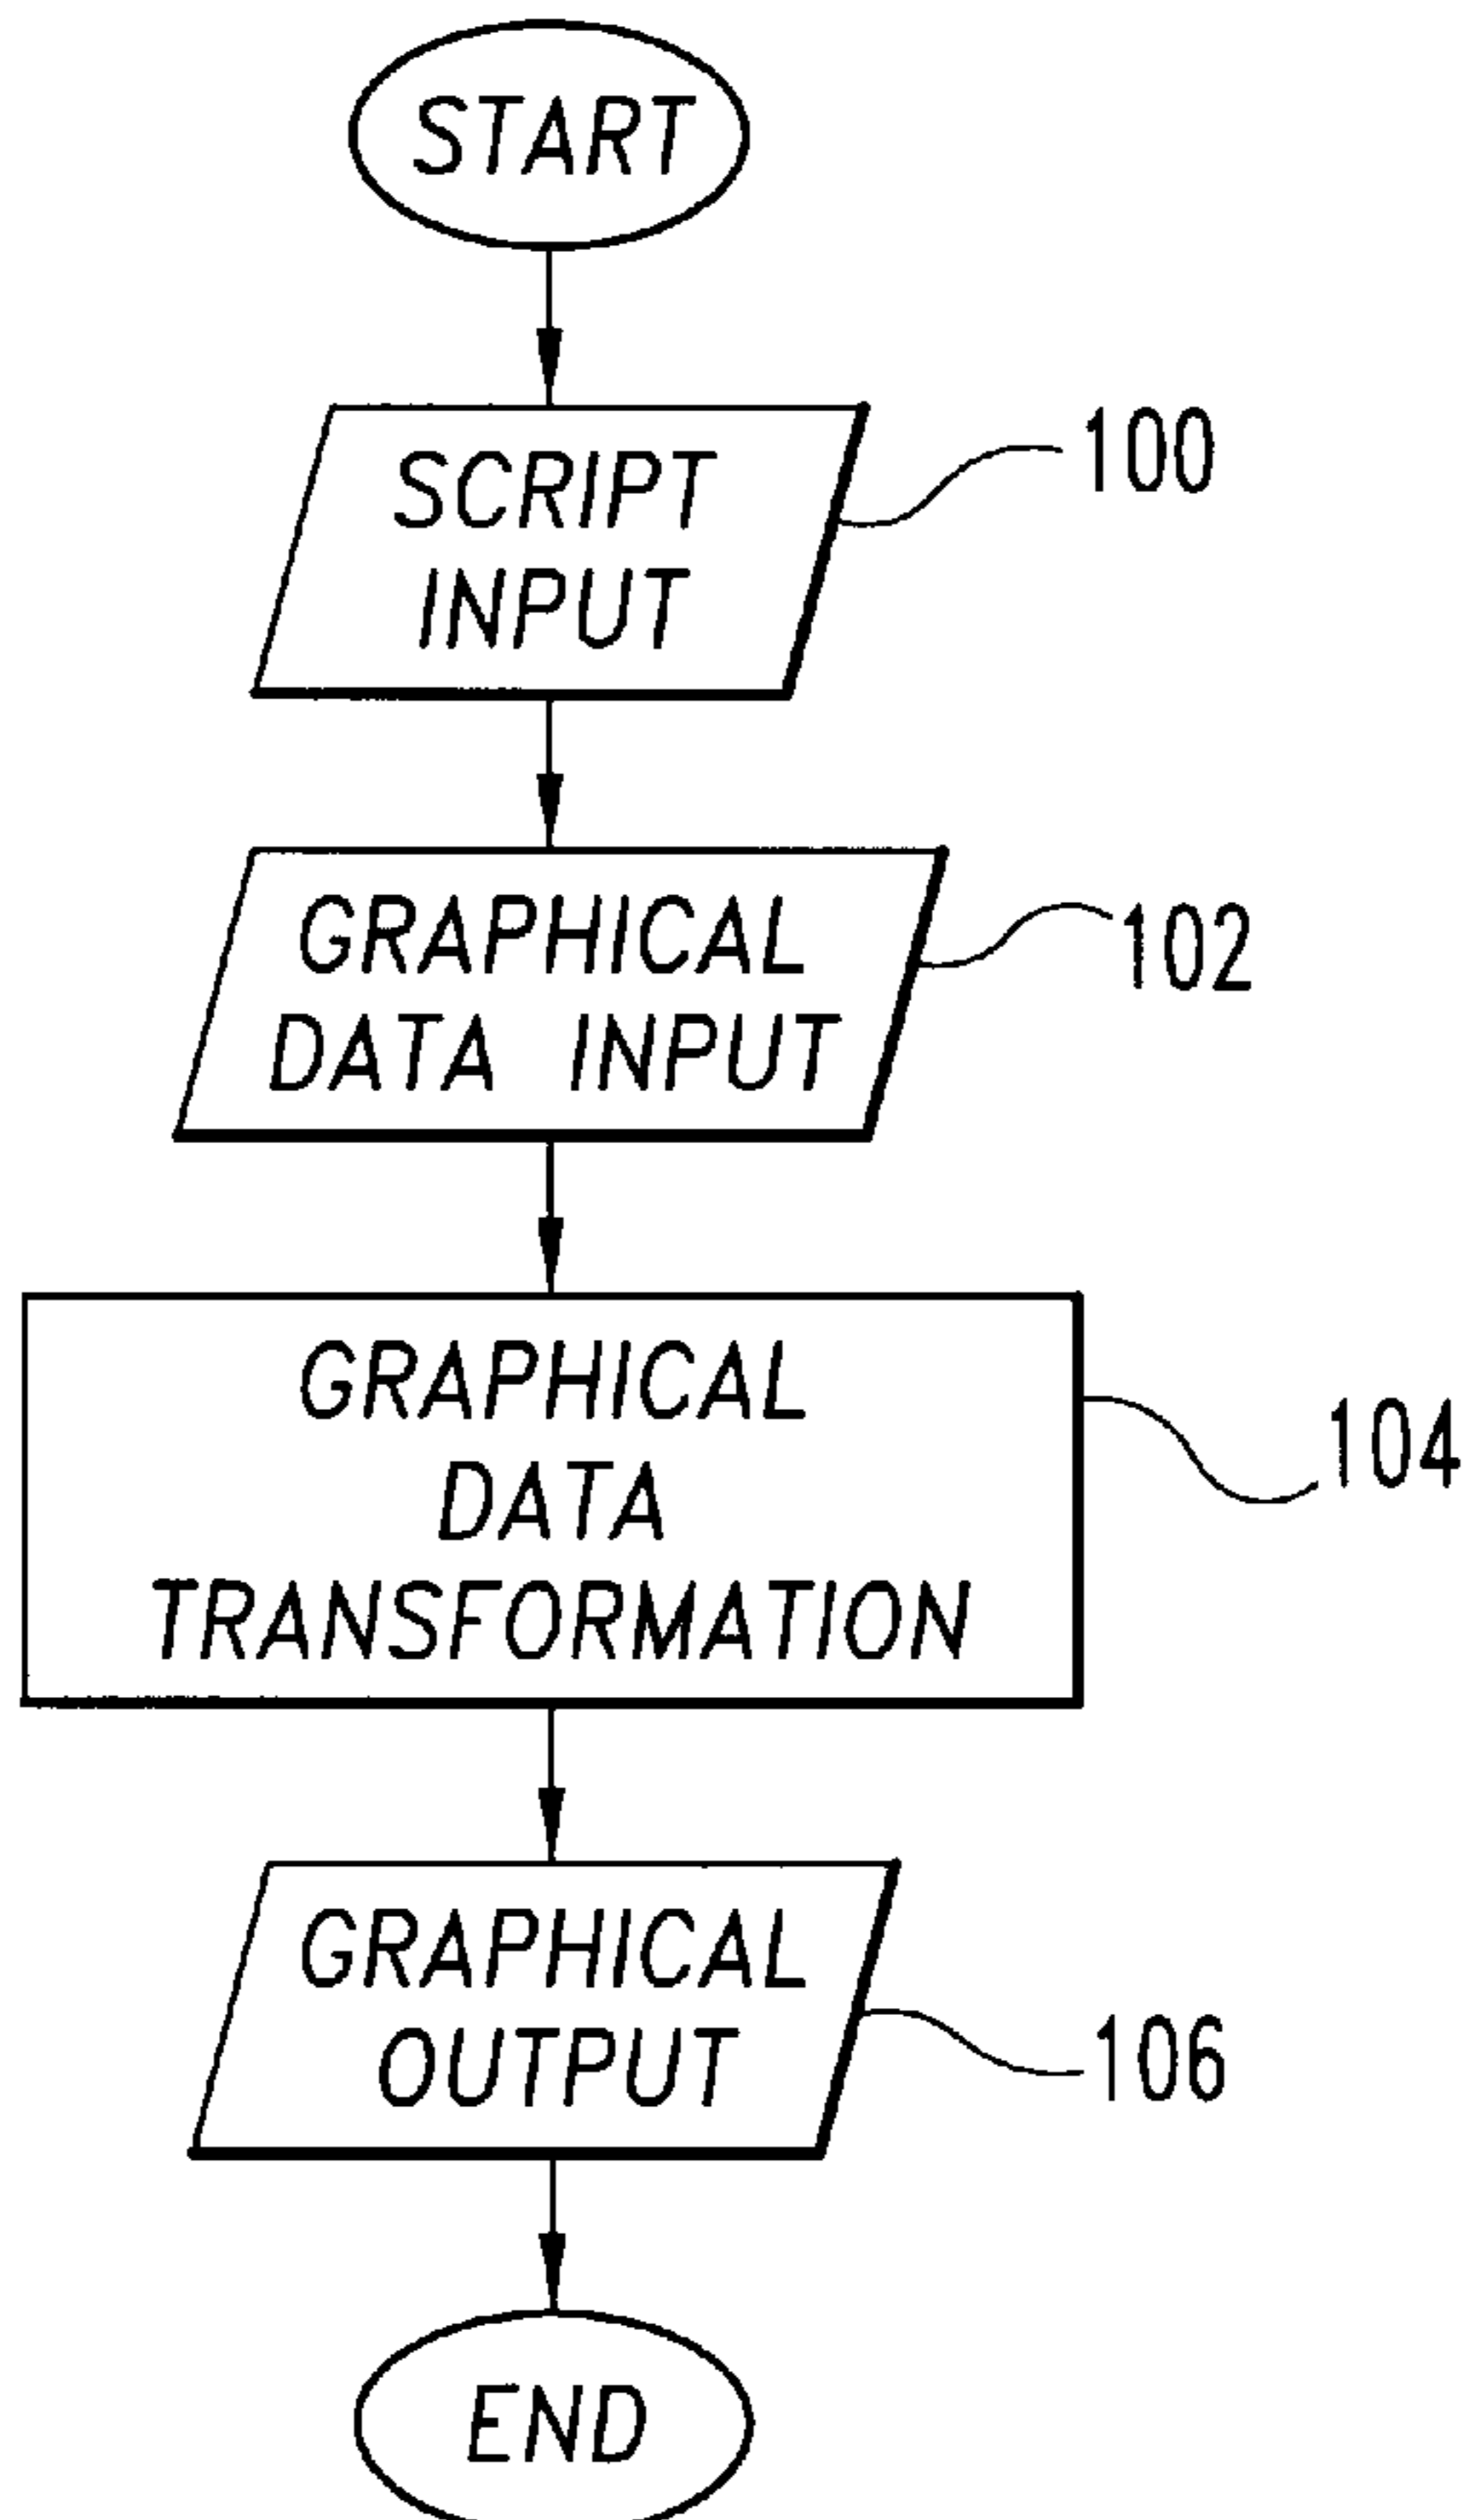 START
SCRIPT
INPUT
100
GRAPHICAL
DATA INPUT
102
GRAPHICAL
DATA
TRANSFORMATION
104
GRAPHICAL
OUTPUT
106
END